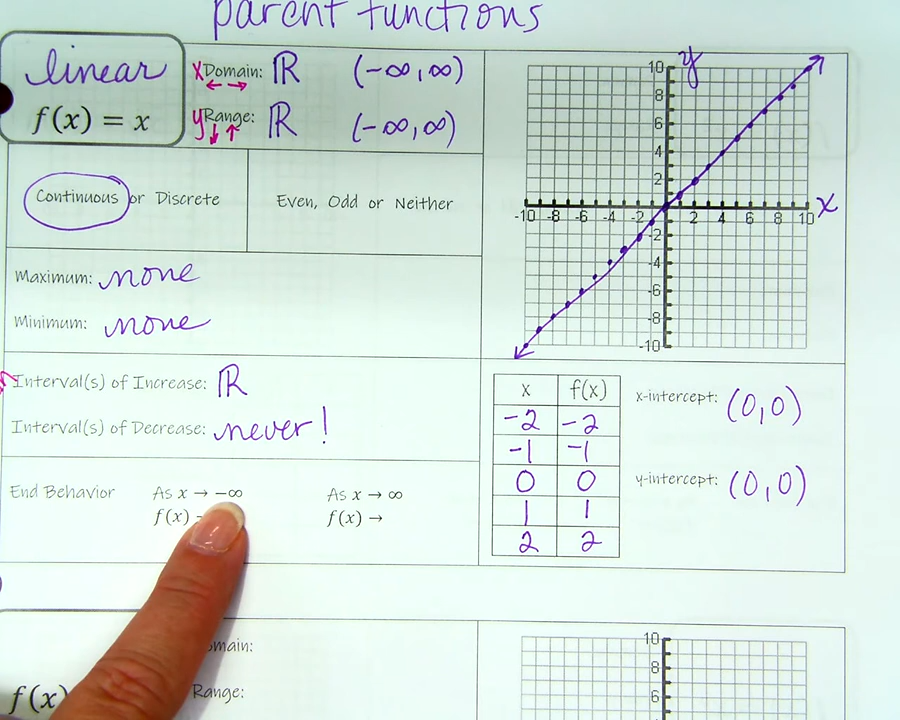 parent functions
linear
f(x) = x
x Domain: ℝ (-∞,∞)
y Range: ℝ (-∞,∞)
Continuous or Discrete
Even, Odd or Neither
Maximum: none
Minimum: none
Interval(s) of Increase: ℝ
Interval(s) of Decrease: never!
End Behavior
As x → -∞
f(x)
As x → ∞
f(x) →
y
10
8
6
4
2
-10 -8 -6 -4 -2 2 4 6 8 10 x
-2
-4
-6
-8
-10
x f(x)
-2 -2
-1 -1
0 0
1 1
2 2
x-intercept: (0,0)
y-intercept: (0,0)
Range:
f(x)
10
8
6